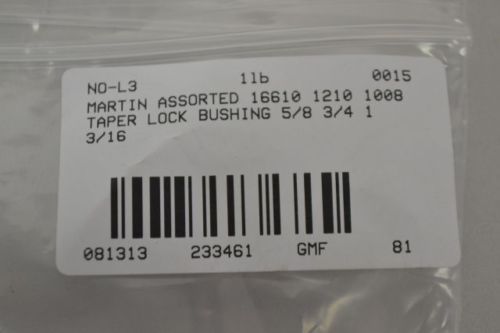 NO-L3 1lb 0015
MARTIN ASSORTED 16610 1210 1008
TAPER LOCK BUSHING 5/8 3/4 1
3/16
081313 233461 GMF 81